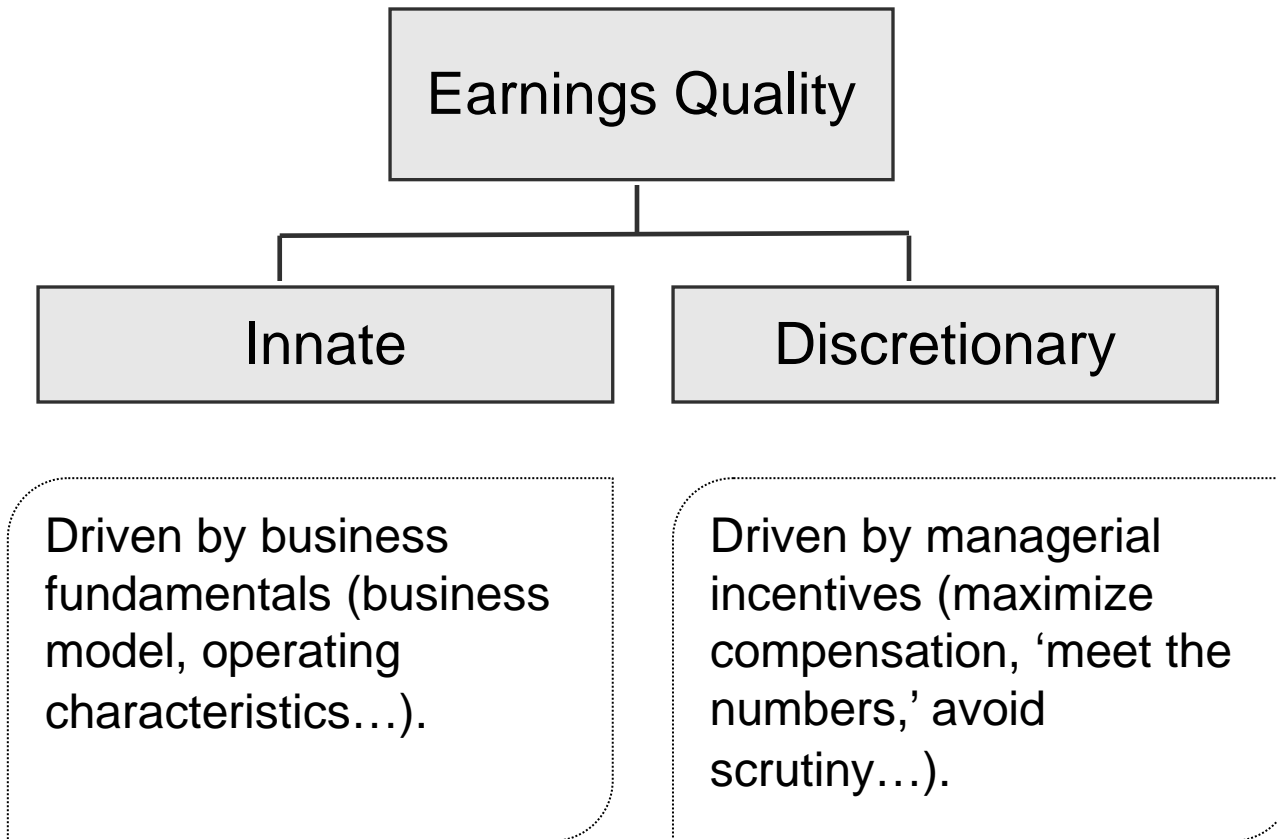 Earnings Quality
Innate
Discretionary
Driven by business
fundamentals (business
model, operating
characteristics…).
Driven by managerial
incentives (maximize
compensation, ‘meet the
numbers,’ avoid
scrutiny…).